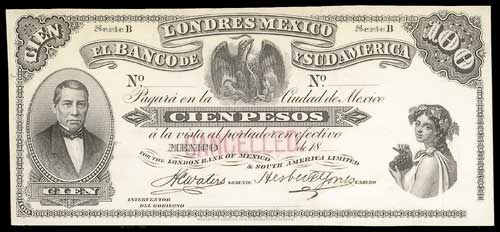 CIEN
Serie B
LONDRES MEXICO
Serie B
100
EL BANCO DE Y SUDAMERICA
No No
Pagará en la Ciudad de Mexico
CIEN PESOS
á la vista al portador en efectivo
CANCELLED
MEXICO de 18
FOR THE LONDON BANK OF MEXICO & SOUTH AMERICA LIMITED
GERENTE
CAJERO
CIEN
INTERVENTOR
DEL GOBIERNO